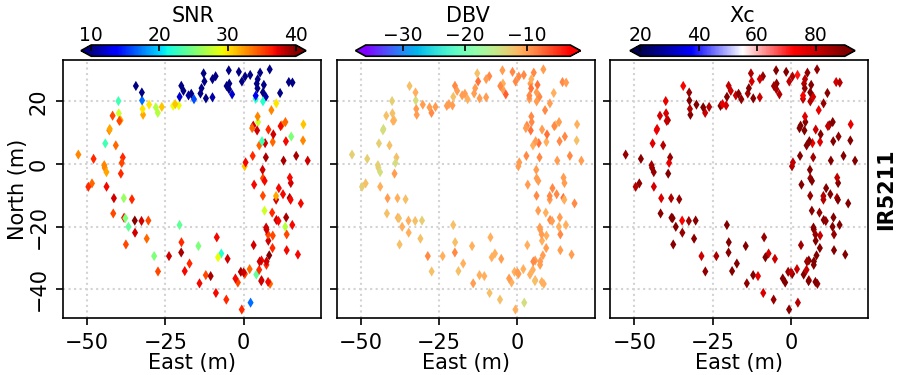 SNR DBV Xc
10 20 30 40 −30 −20 −10 20 40 60 80
20
0
−20
−40
North (m)
−50 −25 0 −50 −25 0 −50 −25 0
East (m) East (m) East (m)
IR5211